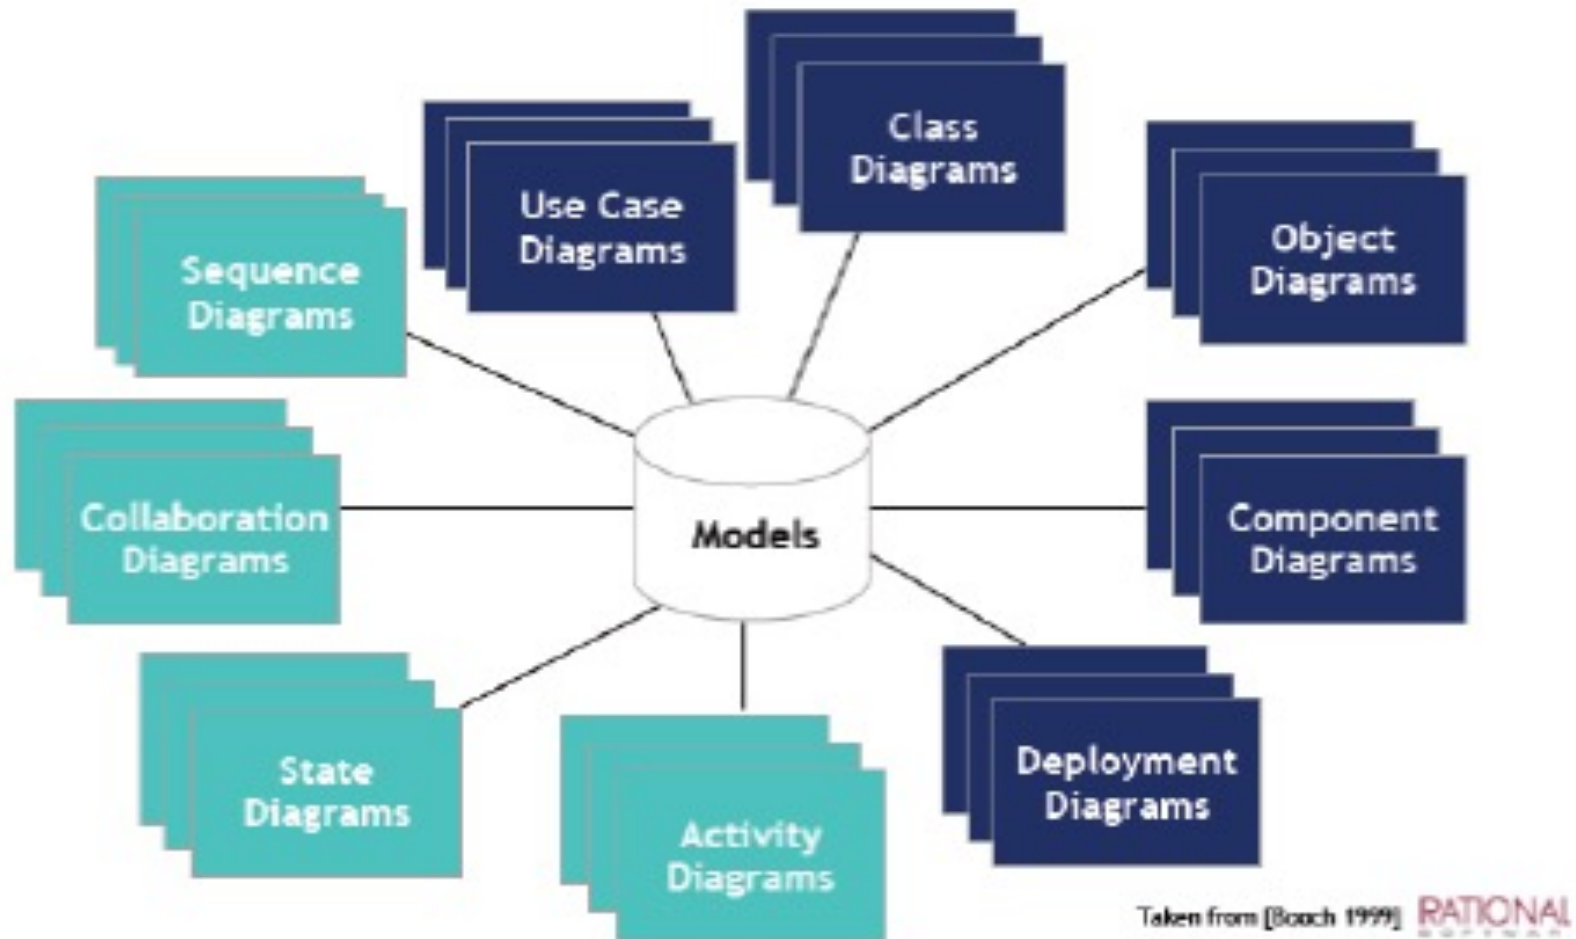 Class
Diagrams
Use Case
Diagrams
Object
Diagrams
Sequence
Diagrams
Collaboration
Diagrams
Models
Component
Diagrams
State
Diagrams
Deployment
Diagrams
Activity
Diagrams
Taken from [Booch 1999]
RATIONAL